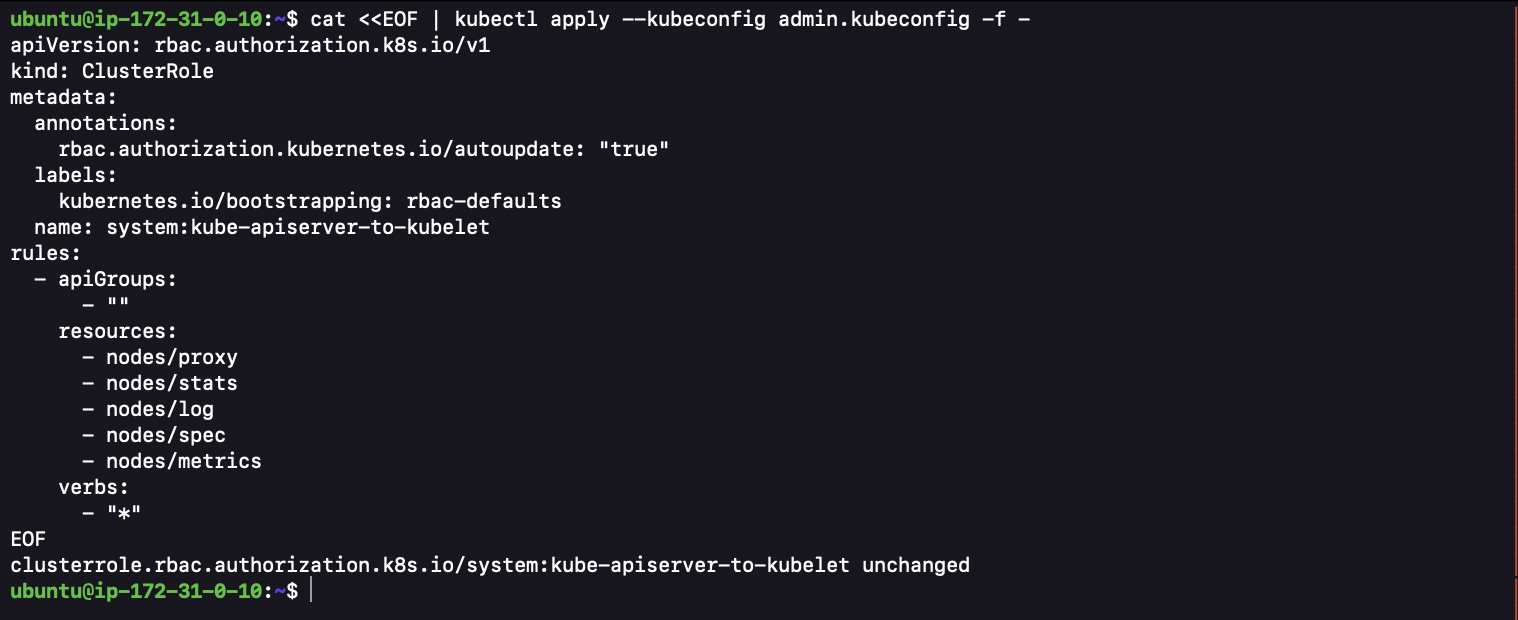 ubuntu@ip-172-31-0-10:~$ cat <<EOF | kubectl apply --kubeconfig admin.kubeconfig -f -
apiVersion: rbac.authorization.k8s.io/v1
kind: ClusterRole
metadata:
  annotations:
    rbac.authorization.kubernetes.io/autoupdate: "true"
  labels:
    kubernetes.io/bootstrapping: rbac-defaults
  name: system:kube-apiserver-to-kubelet
rules:
  - apiGroups:
      - ""
    resources:
      - nodes/proxy
      - nodes/stats
      - nodes/log
      - nodes/spec
      - nodes/metrics
    verbs:
      - "*"
EOF
clusterrole.rbac.authorization.k8s.io/system:kube-apiserver-to-kubelet unchanged
ubuntu@ip-172-31-0-10:~$